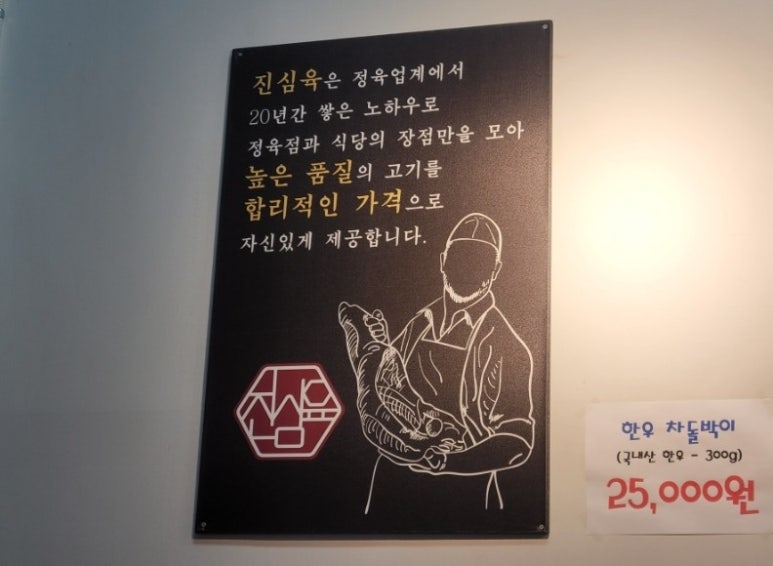 진심육은 정육업계에서
20년간 쌓은 노하우로
정육점과 식당의 장점만을 모아
높은 품질의 고기를
합리적인 가격으로
자신있게 제공합니다.
진심육
한우 차돌박이
(국내산 한우 - 300g)
25,000원